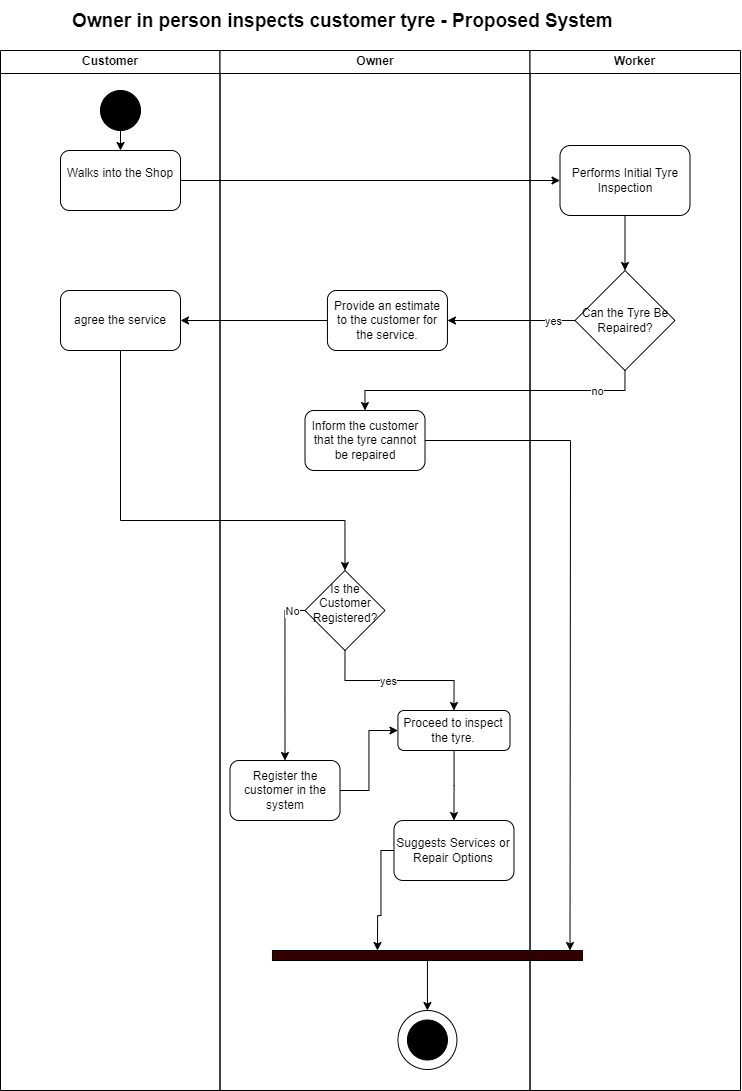 Owner in person inspects customer tyre - Proposed System
Customer
Owner
Worker
Walks into the Shop
Performs Initial Tyre
Inspection
agree the service
Provide an estimate
to the customer for
the service.
yes
Can the Tyre Be
Repaired?
no
Inform the customer
that the tyre cannot
be repaired
Is the
Customer
Registered?
No
yes
Proceed to inspect
the tyre.
Register the
customer in the
system
Suggests Services or
Repair Options